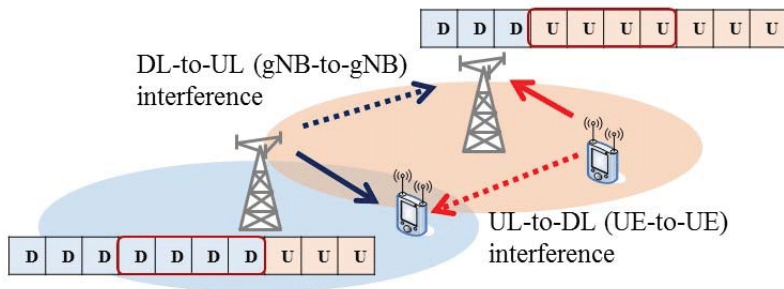 D D D U U U U U U U
DL-to-UL (gNB-to-gNB)
interference
UL-to-DL (UE-to-UE)
interference
D D D D D D D U U U